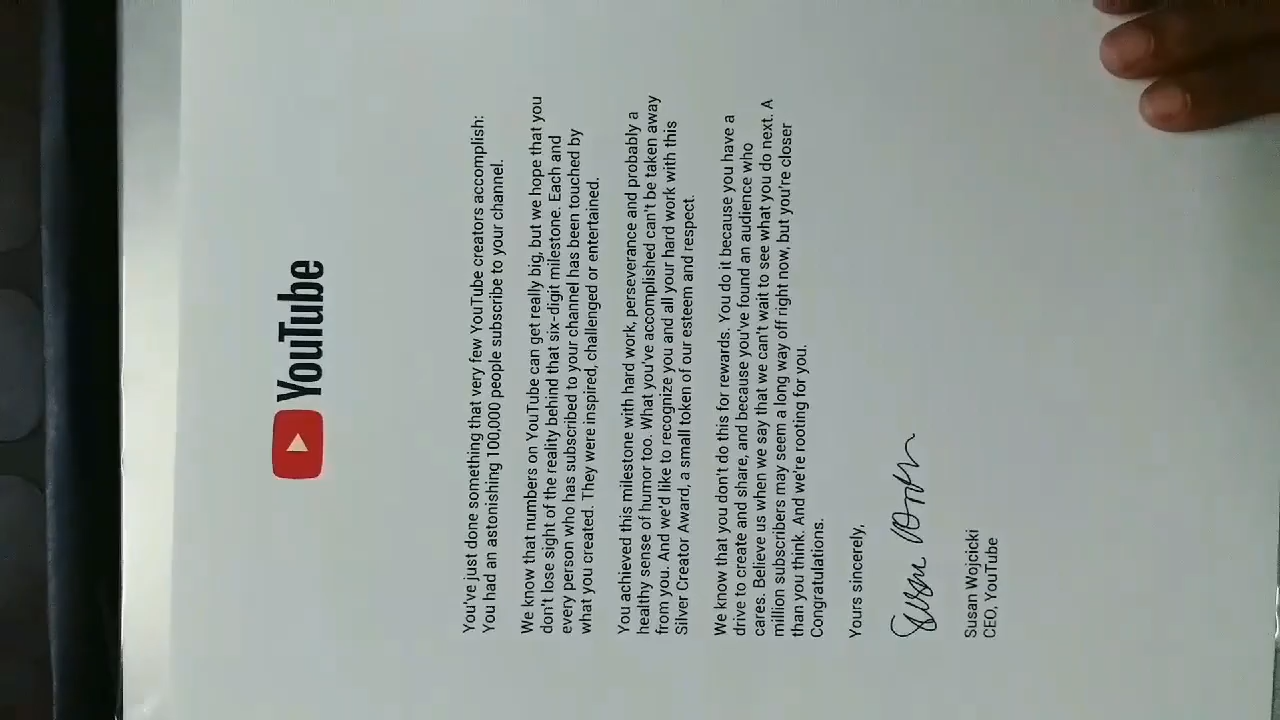 YouTube
You've just done something that very few YouTube creators accomplish:
You had an astonishing 100,000 people subscribe to your channel.
We know that numbers on YouTube can get really big, but we hope that you
don't lose sight of the reality behind that six-digit milestone. Each and
every person who has subscribed to your channel has been touched by
what you created. They were inspired, challenged or entertained.
You achieved this milestone with hard work, perseverance and probably a
healthy sense of humor too. What you've accomplished can't be taken away
from you. And we'd like to recognize you and all your hard work with this
Silver Creator Award, a small token of our esteem and respect.
We know that you don't do this for rewards. You do it because you have a
drive to create and share, and because you've found an audience who
cares. Believe us when we say that we can't wait to see what you do next. A
million subscribers may seem a long way off right now, but you're closer
than you think. And we're rooting for you.
Congratulations.
Yours sincerely,
Susan Wojcicki
CEO, YouTube